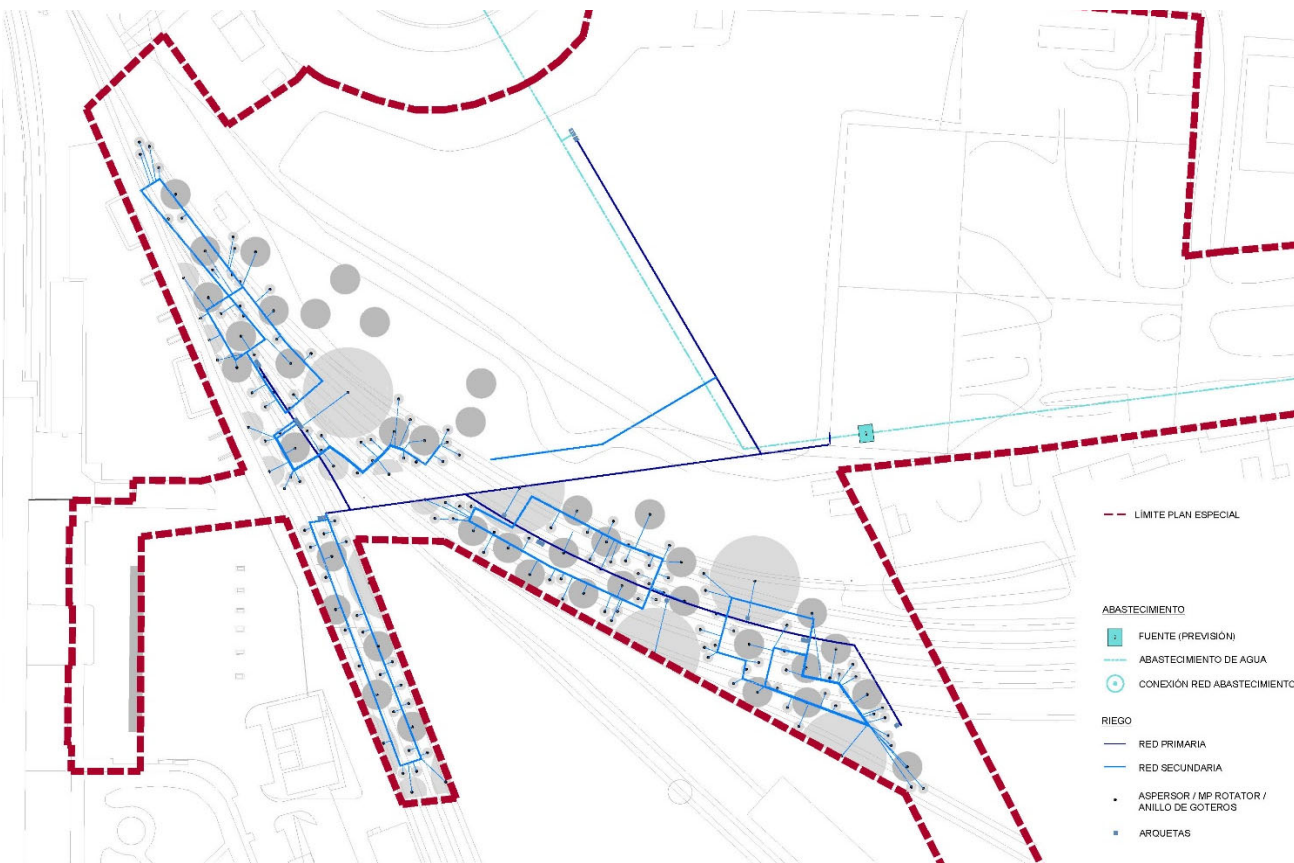 LÍMITE PLAN ESPECIAL
ABASTECIMIENTO
FUENTE (PREVISIÓN)
ABASTECIMIENTO DE AGUA
CONEXIÓN RED ABASTECIMIENTO
RIEGO
RED PRIMARIA
RED SECUNDARIA
ASPERSOR / MP ROTATOR /
ANILLO DE GOTEROS
ARQUETAS